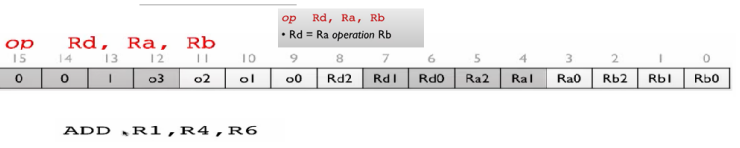 op Rd, Ra, Rb
• Rd = Ra operation Rb
op Rd, Ra, Rb
15 14 13 12 11 10 9 8 7 6 5 4 3 2 1 0
0 0 1 o3 o2 o1 o0 Rd2 Rd1 Rd0 Ra2 Ra1 Ra0 Rb2 Rb1 Rb0
ADD R1,R4,R6